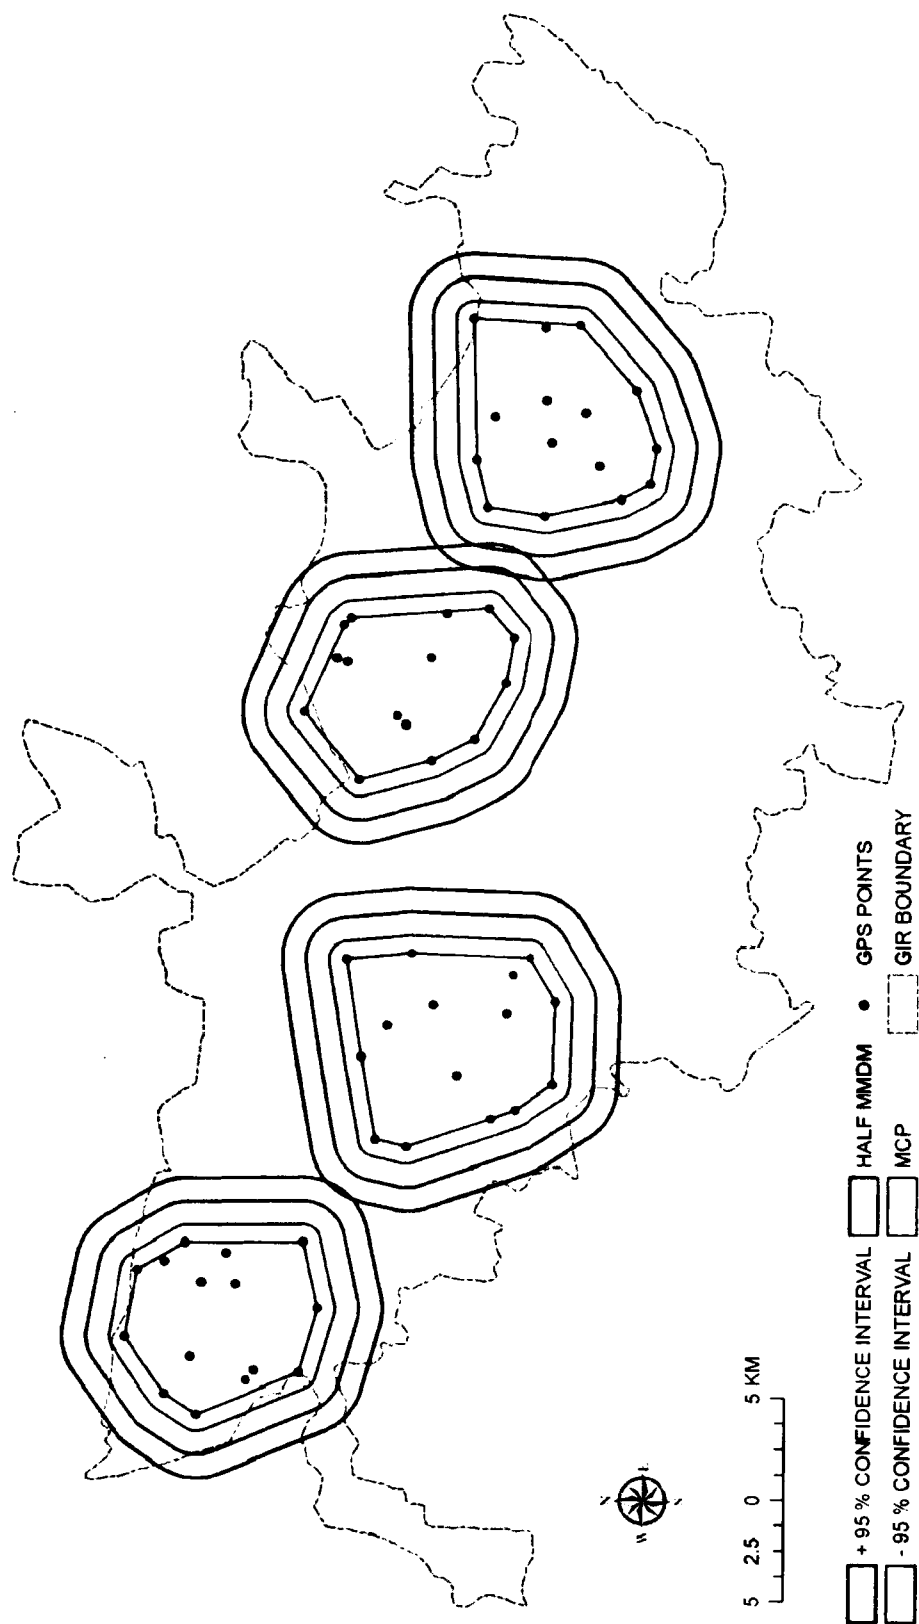 5 2.5 0 5 KM
+ 95 % CONFIDENCE INTERVAL HALF MMDM GPS POINTS
- 95 % CONFIDENCE INTERVAL MCP GIR BOUNDARY